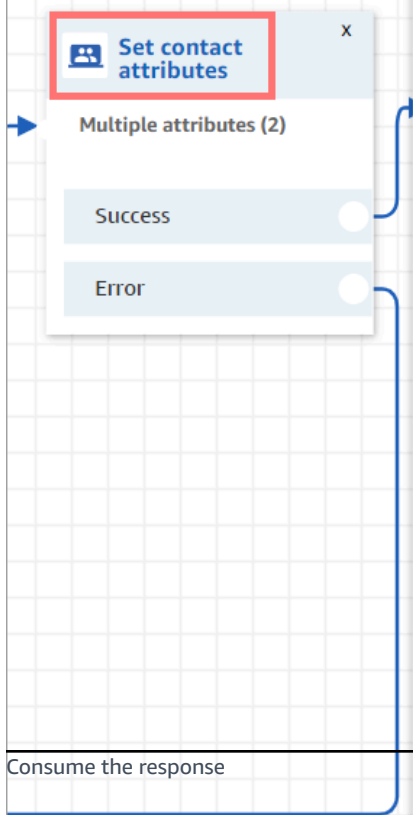 Set contact
attributes
x
Multiple attributes (2)
Success
Error
Consume the response